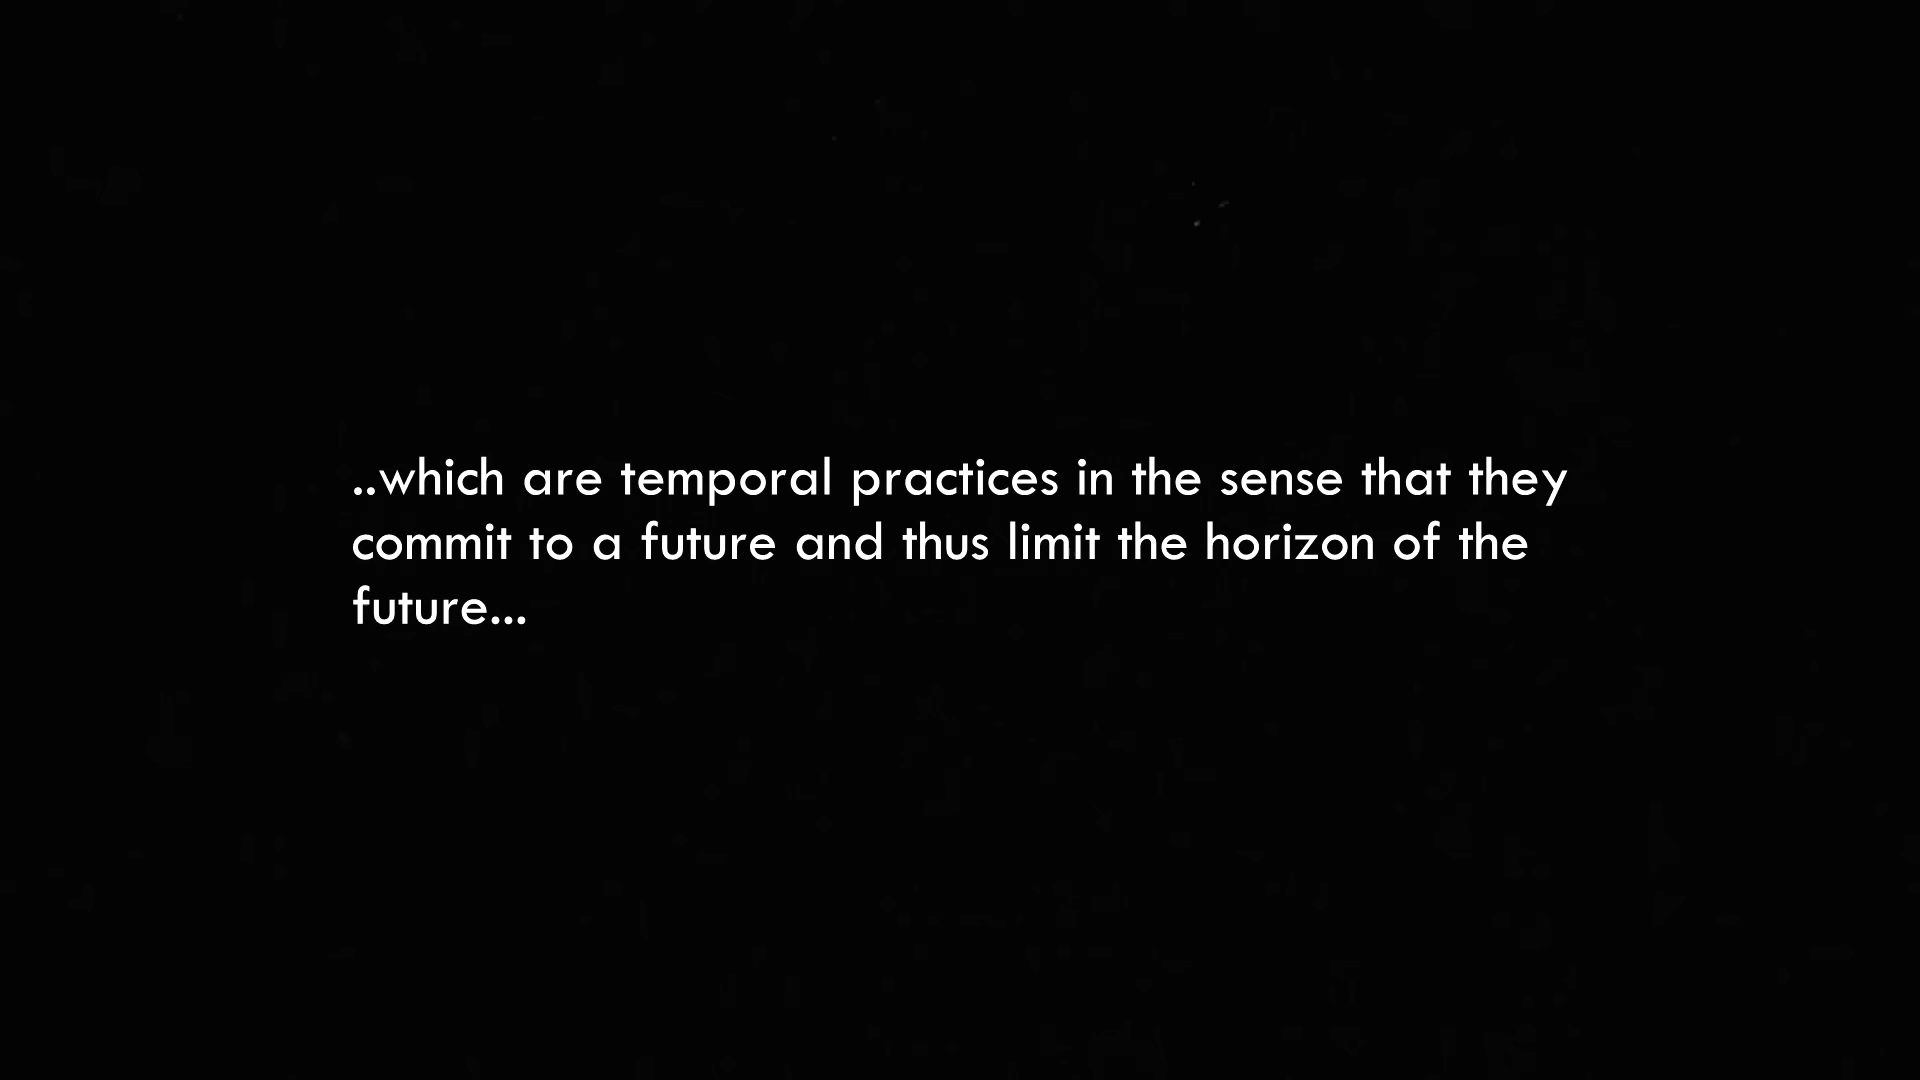 ..which are temporal practices in the sense that they
commit to a future and thus limit the horizon of the
future...